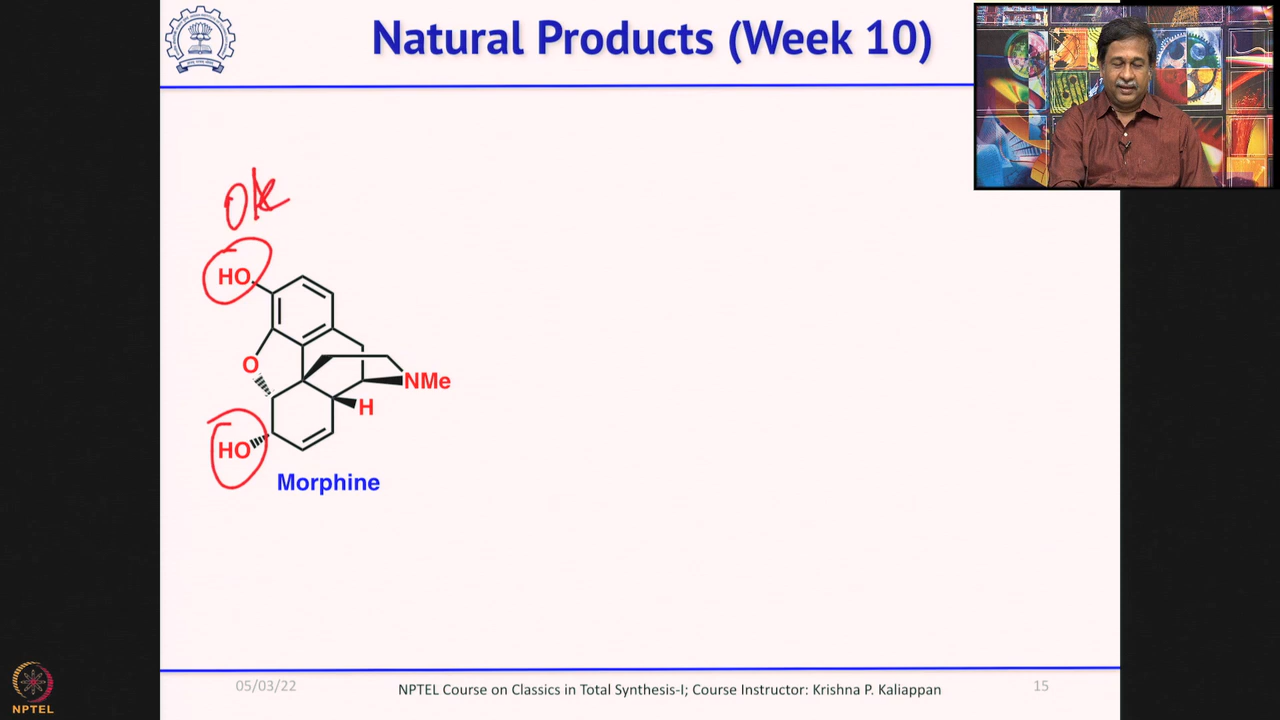 Natural Products (Week 10)
HO
O
NMe
H
HO
Morphine
05/03/22
NPTEL Course on Classics in Total Synthesis-I; Course Instructor: Krishna P. Kaliappan
15
NPTEL